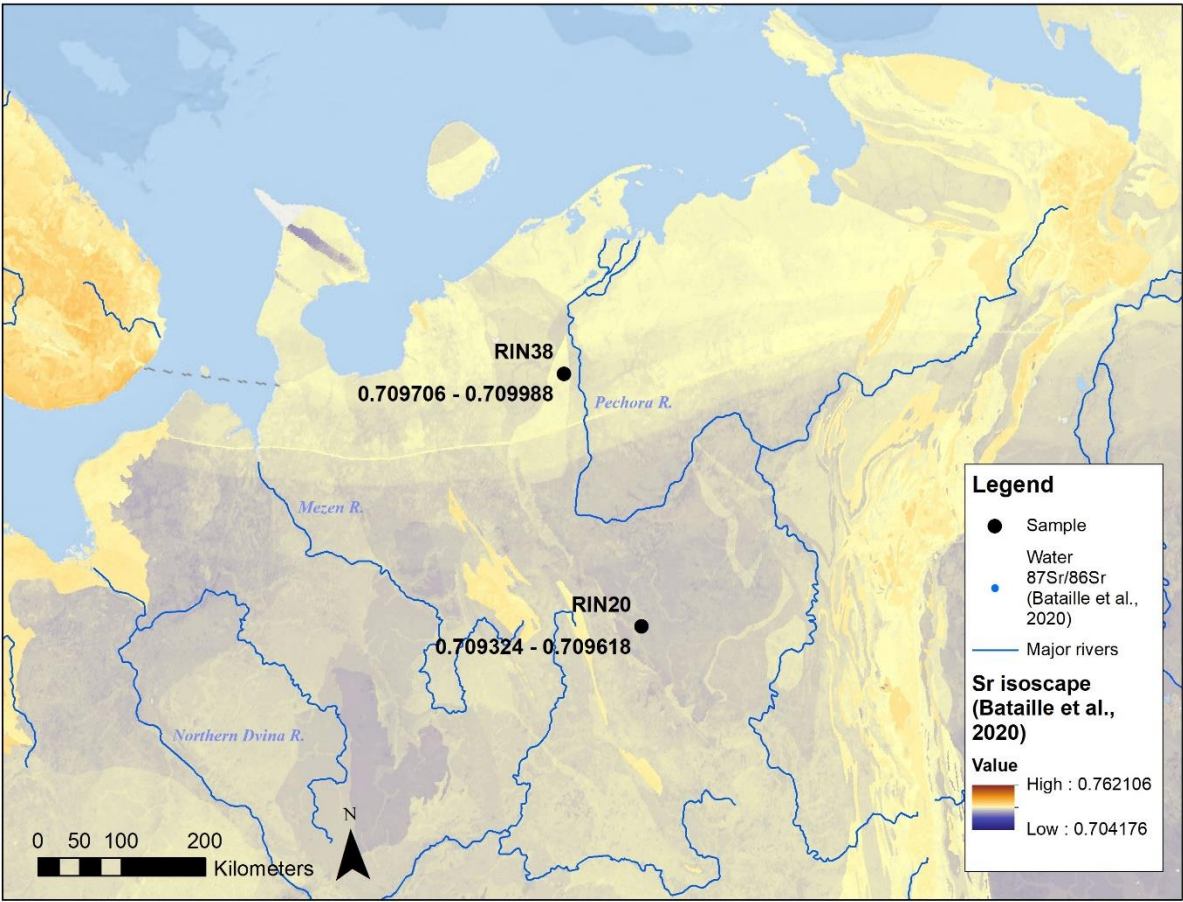 RIN38
0.709706 - 0.709988
Pechora R.
Mezen R.
RIN20
0.709324 - 0.709618
Northern Dvina R.
N
0 50 100 200
Kilometers
Legend
Sample
Water
87Sr/86Sr
(Bataille et al.,
2020)
Major rivers
Sr isoscape
(Bataille et al.,
2020)
Value
High : 0.762106
Low : 0.704176